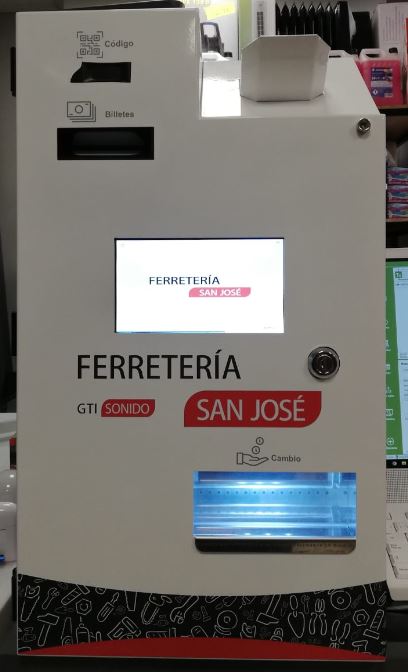 Código
Billetes
FERRETERÍA
SAN JOSÉ
FERRETERÍA
GTI SONIDO
SAN JOSÉ
Cambio